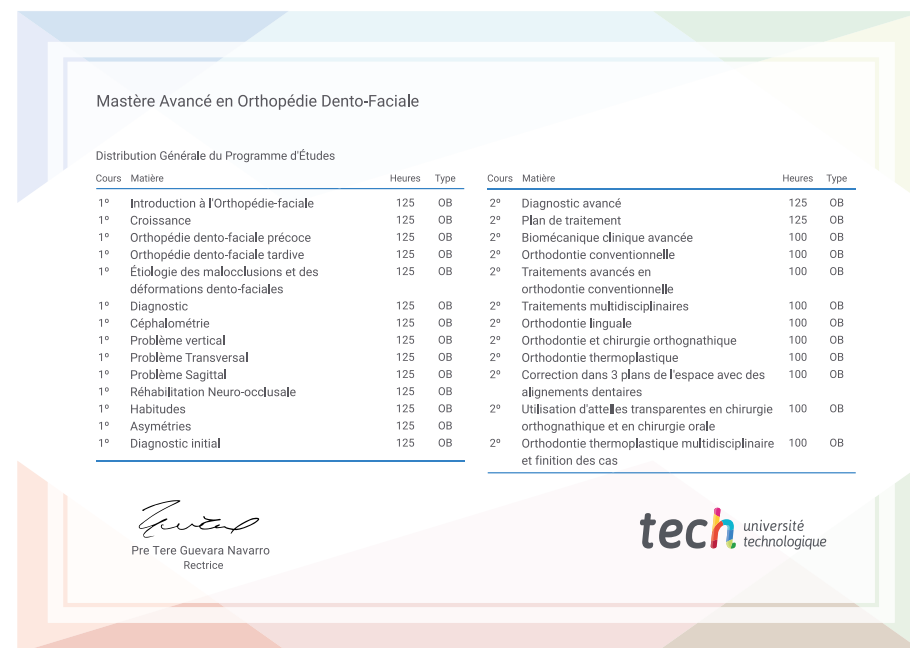 Mastère Avancé en Orthopédie Dento-Faciale
Distribution Générale du Programme d'Études
Cours Matière Heures Type
1º Introduction à l'Orthopédie-faciale 125 OB
1º Croissance 125 OB
1º Orthopédie dento-faciale précoce 125 OB
1º Orthopédie dento-faciale tardive 125 OB
1º Étiologie des malocclusions et des 125 OB
déformations dento-faciales
1º Diagnostic 125 OB
1º Céphalométrie 125 OB
1º Problème vertical 125 OB
1º Problème Transversal 125 OB
1º Problème Sagittal 125 OB
1º Réhabilitation Neuro-occlusale 125 OB
1º Habitudes 125 OB
1º Asymétries 125 OB
1º Diagnostic initial 125 OB
Cours Matière Heures Type
2º Diagnostic avancé 125 OB
2º Plan de traitement 125 OB
2º Biomécanique clinique avancée 100 OB
2º Orthodontie conventionnelle 100 OB
2º Traitements avancés en 100 OB
orthodontie conventionnelle
2º Traitements multidisciplinaires 100 OB
2º Orthodontie linguale 100 OB
2º Orthodontie et chirurgie orthognathique 100 OB
2º Orthodontie thermoplastique 100 OB
2º Correction dans 3 plans de l'espace avec des 100 OB
alignements dentaires
2º Utilisation d'attelles transparentes en chirurgie 100 OB
orthognathique et en chirurgie orale
2º Orthodontie thermoplastique multidisciplinaire 100 OB
et finition des cas
Pre Tere Guevara Navarro
Rectrice
tech université
technologique